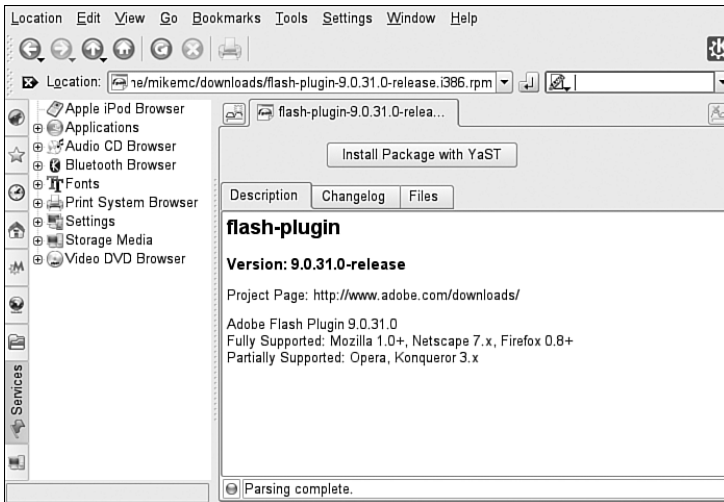 Location Edit View Go Bookmarks Tools Settings Window Help
Location: ne/mikemc/downloads/flash-plugin-9.0.31.0-release.i386.rpm
Apple iPod Browser
Applications
Audio CD Browser
Bluetooth Browser
Fonts
Print System Browser
Settings
Storage Media
Video DVD Browser
Services
flash-plugin-9.0.31.0-relea...
Install Package with YaST
Description Changelog Files
flash-plugin
Version: 9.0.31.0-release
Project Page: http://www.adobe.com/downloads/
Adobe Flash Plugin 9.0.31.0
Fully Supported: Mozilla 1.0+, Netscape 7.x, Firefox 0.8+
Partially Supported: Opera, Konqueror 3.x
Parsing complete.